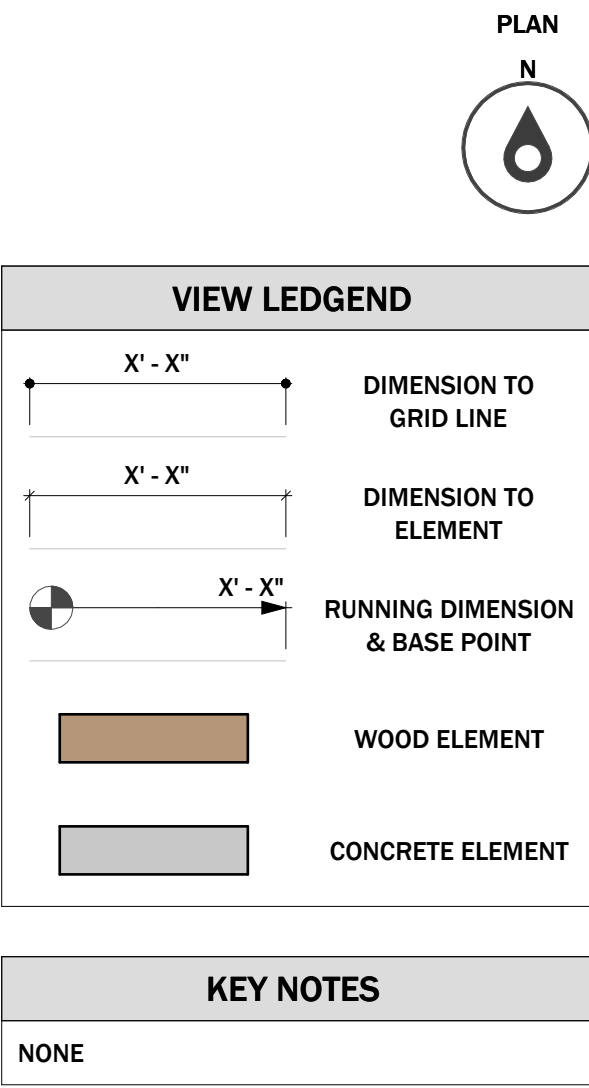 PLAN
N
VIEW LEDGEND
X' - X"
DIMENSION TO
GRID LINE
X' - X"
DIMENSION TO
ELEMENT
X' - X"
RUNNING DIMENSION
& BASE POINT
WOOD ELEMENT
CONCRETE ELEMENT
KEY NOTES
NONE